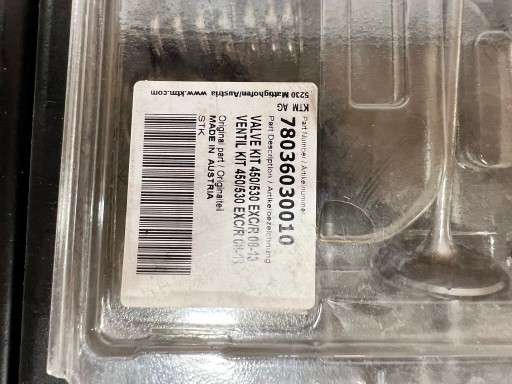 KTM AG
5230 Mattighofen/Austria www.ktm.com
Part Number / Artikelnummer
78036030010
Part Description / Artikelbezeichnung
VALVE KIT 450/530 EXC/R 08-13
VENTIL KIT 450/530 EXC/R 08-13
Original part / Originalteil
MADE IN AUSTRIA
STK